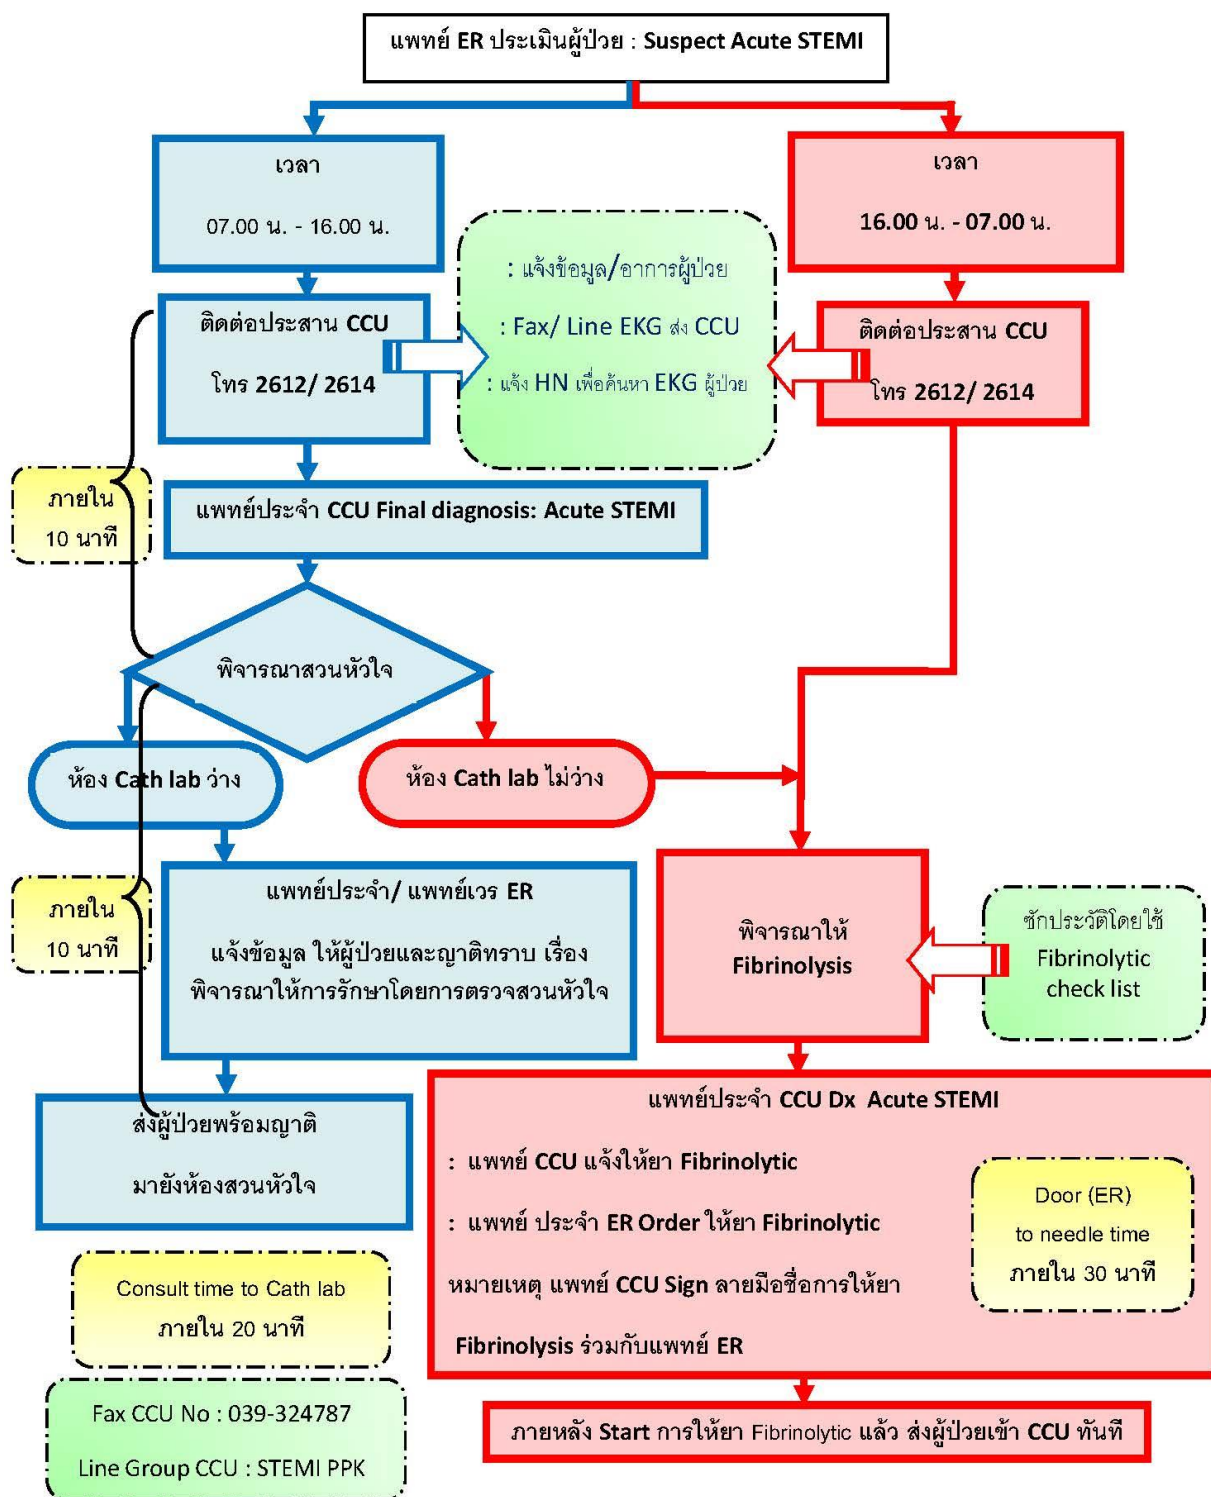 แพทย์ ER ประเมินผู้ป่วย : Suspect Acute STEMI
เวลา
07.00 น. - 16.00 น.
เวลา
16.00 น. - 07.00 น.
: แจ้งข้อมูล/อาการผู้ป่วย
: Fax/ Line EKG ส่ง CCU
: แจ้ง HN เพื่อค้นหา EKG ผู้ป่วย
ติดต่อประสาน CCU
โทร 2612/ 2614
ติดต่อประสาน CCU
โทร 2612/ 2614
ภายใน
10 นาที
แพทย์ประจำ CCU Final diagnosis: Acute STEMI
พิจารณาสวนหัวใจ
ห้อง Cath lab ว่าง
ห้อง Cath lab ไม่ว่าง
ภายใน
10 นาที
แพทย์ประจำ/ แพทย์เวร ER
แจ้งข้อมูล ให้ผู้ป่วยและญาติทราบ เรื่อง
พิจารณาให้การรักษาโดยการตรวจสวนหัวใจ
พิจารณาให้
Fibrinolysis
ซักประวัติโดยใช้
Fibrinolytic
check list
ส่งผู้ป่วยพร้อมญาติ
มายังห้องสวนหัวใจ
แพทย์ประจำ CCU Dx Acute STEMI
: แพทย์ CCU แจ้งให้ยา Fibrinolytic
: แพทย์ ประจำ ER Order ให้ยา Fibrinolytic
หมายเหตุ แพทย์ CCU Sign ลายมือชื่อการให้ยา
Fibrinolysis ร่วมกับแพทย์ ER
Door (ER)
to needle time
ภายใน 30 นาที
Consult time to Cath lab
ภายใน 20 นาที
Fax CCU No : 039-324787
Line Group CCU : STEMI PPK
ภายหลัง Start การให้ยา Fibrinolytic แล้ว ส่งผู้ป่วยเข้า CCU ทันที